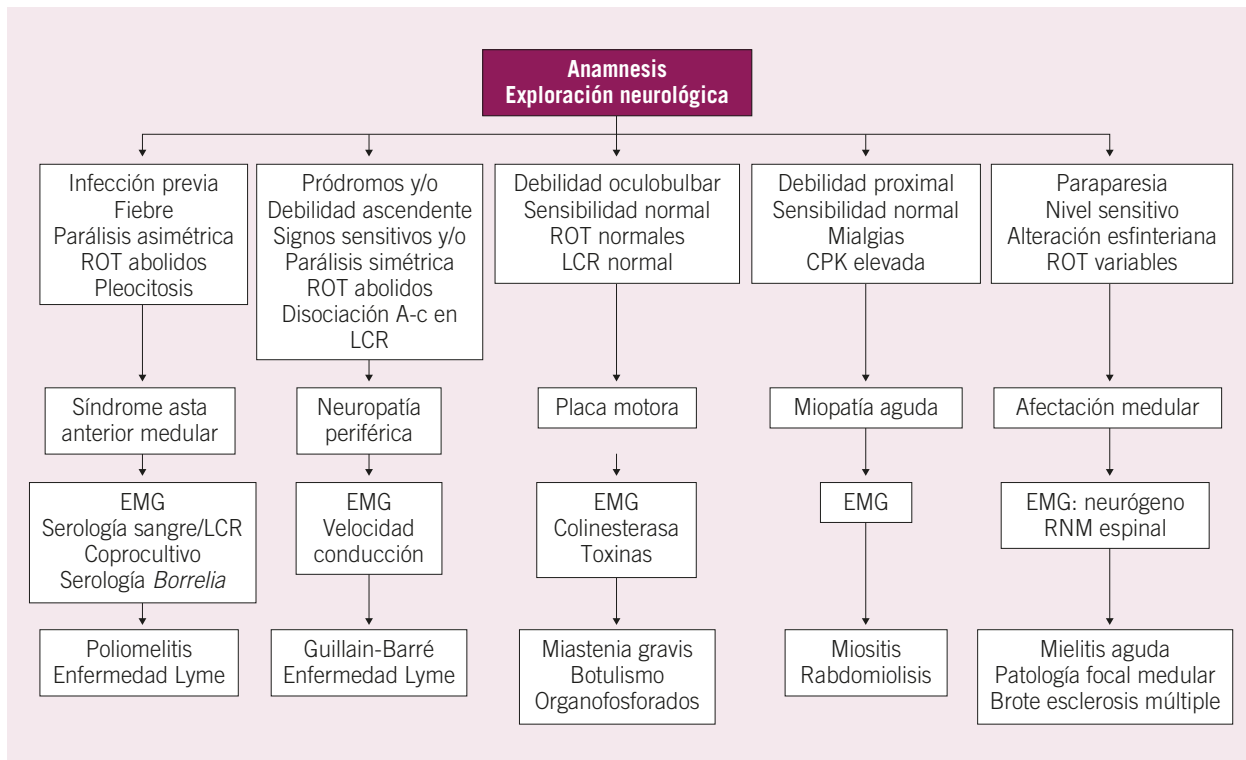 Anamnesis
Exploración neurológica
Infección previa
Fiebre
Parálisis asimétrica
ROT abolidos
Pleocitosis
Pródromos y/o
Debilidad ascendente
Signos sensitivos y/o
Parálisis simétrica
ROT abolidos
Disociación A-c en
LCR
Debilidad oculobulbar
Sensibilidad normal
ROT normales
LCR normal
Debilidad proximal
Sensibilidad normal
Mialgias
CPK elevada
Paraparesia
Nivel sensitivo
Alteración esfinteriana
ROT variables
Síndrome asta
anterior medular
Neuropatía
periférica
Placa motora
Miopatía aguda
Afectación medular
EMG
Serología sangre/LCR
Coprocultivo
Serología Borrelia
EMG
Velocidad
conducción
EMG
Colinesterasa
Toxinas
EMG
EMG: neurógeno
RNM espinal
Poliomelitis
Enfermedad Lyme
Guillain-Barré
Enfermedad Lyme
Miastenia gravis
Botulismo
Organofosforados
Miositis
Rabdomiolisis
Mielitis aguda
Patología focal medular
Brote esclerosis múltiple